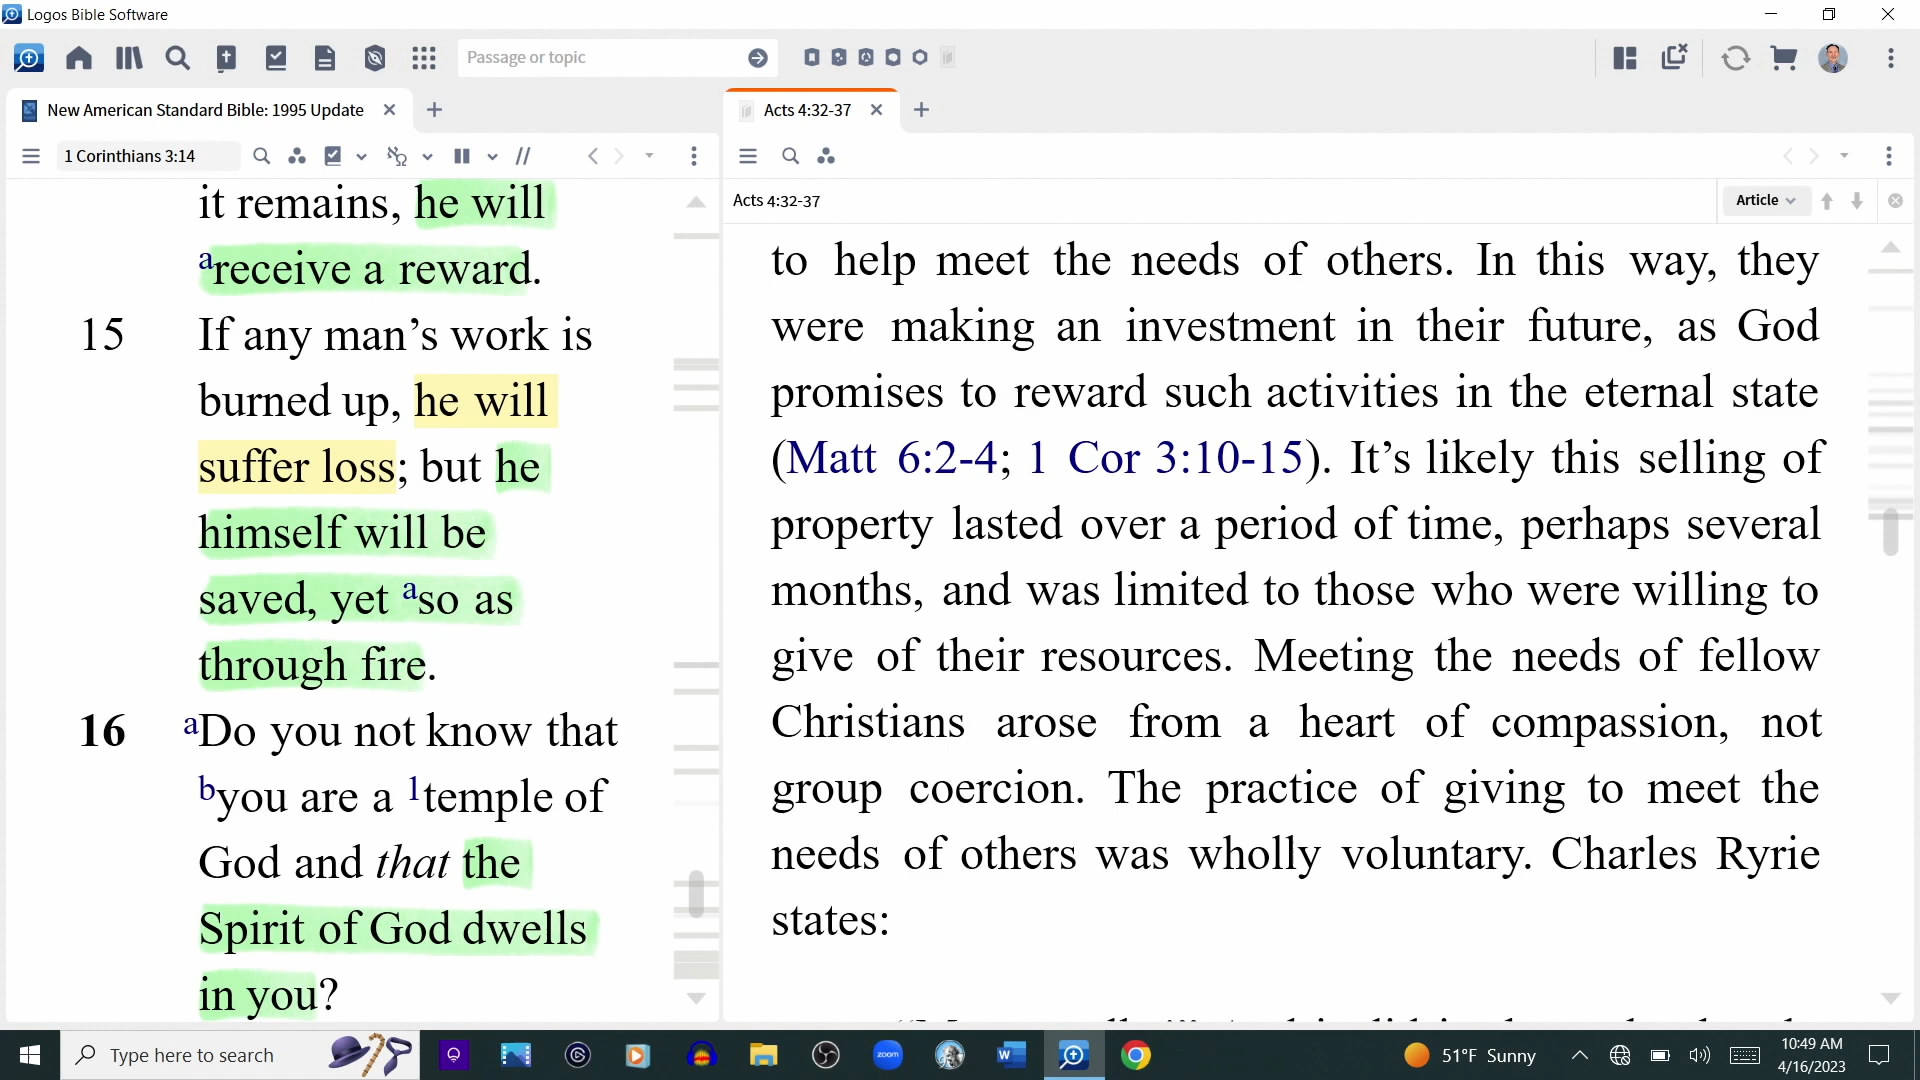 Logos Bible Software
Passage or topic
New American Standard Bible: 1995 Update
1 Corinthians 3:14
it remains, he will
areceive a reward.
15 If any man’s work is
burned up, he will
suffer loss; but he
himself will be
saved, yet aso as
through fire.
16 aDo you not know that
byou are a 1temple of
God and that the
Spirit of God dwells
in you?
Acts 4:32-37
Acts 4:32-37
Article
to help meet the needs of others. In this way, they
were making an investment in their future, as God
promises to reward such activities in the eternal state
(Matt 6:2-4; 1 Cor 3:10-15). It’s likely this selling of
property lasted over a period of time, perhaps several
months, and was limited to those who were willing to
give of their resources. Meeting the needs of fellow
Christians arose from a heart of compassion, not
group coercion. The practice of giving to meet the
needs of others was wholly voluntary. Charles Ryrie
states:
Type here to search
zoom
51°F Sunny
10:49 AM
4/16/2023